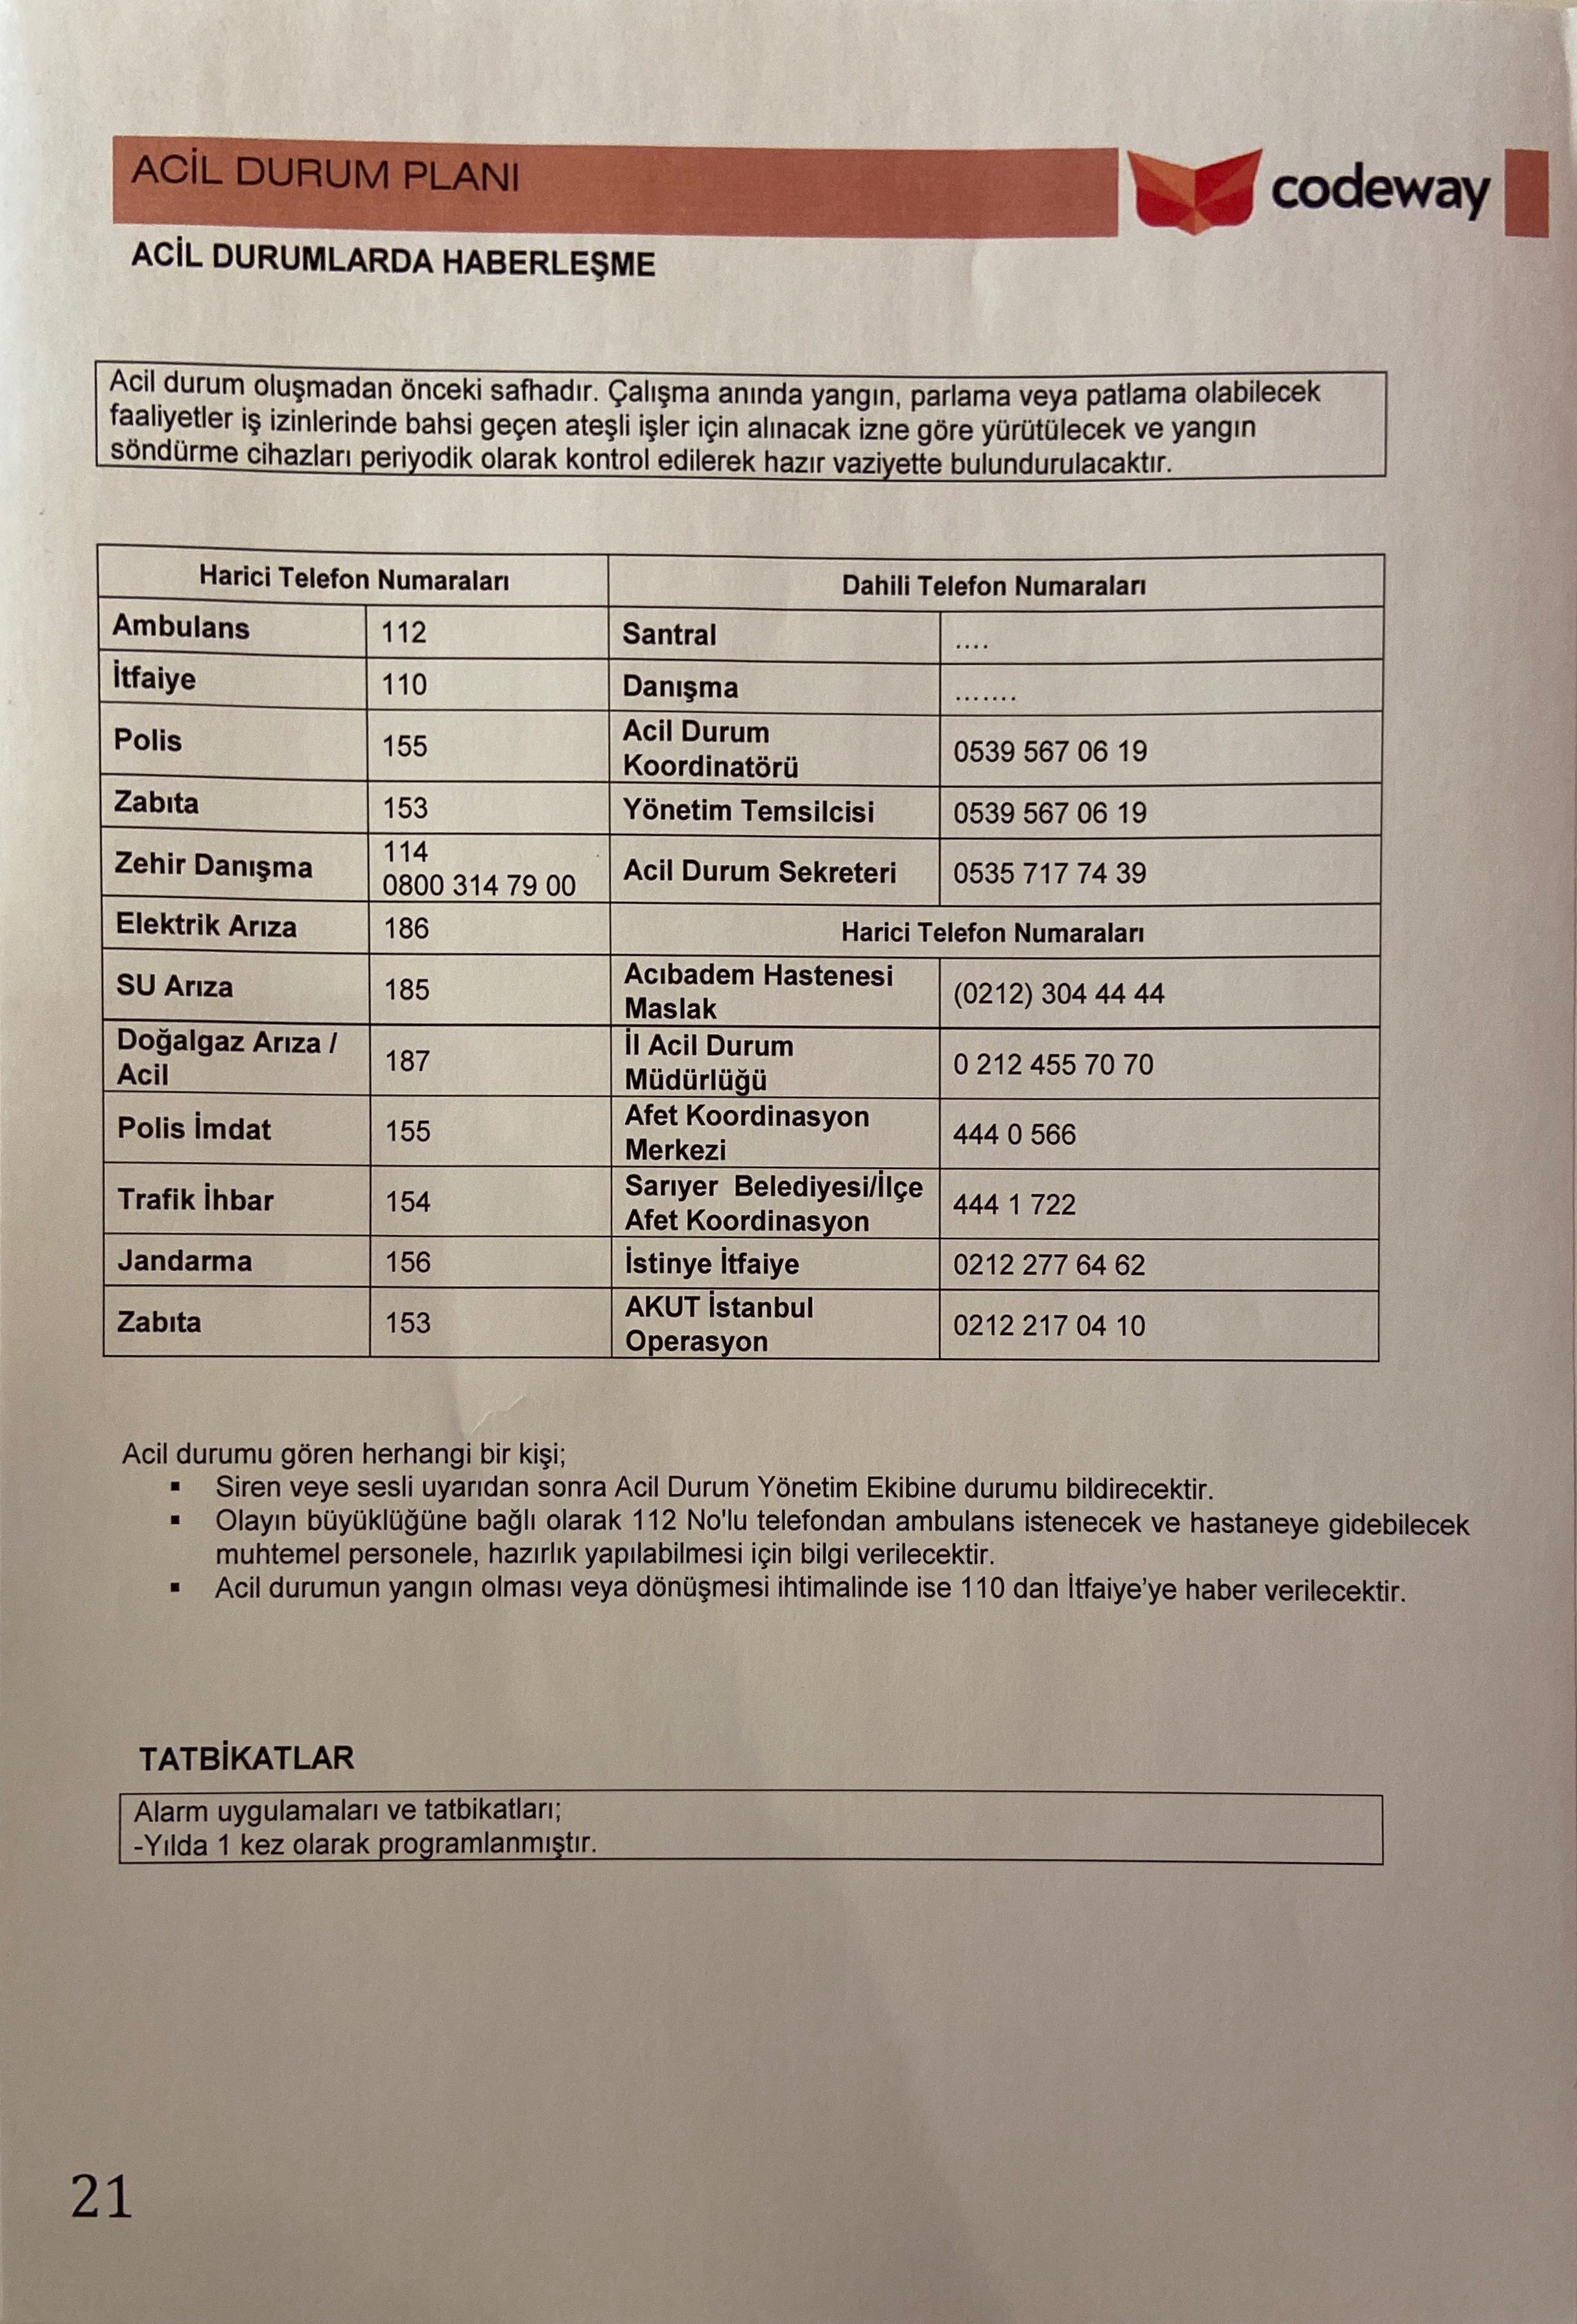 ACİL DURUM PLANI
codeway
ACİL DURUMLARDA HABERLEŞME
Acil durum oluşmadan önceki safhadır. Çalışma anında yangın, parlama veya patlama olabilecek
faaliyetler iş izinlerinde bahsi geçen ateşli işler için alınacak izne göre yürütülecek ve yangın
söndürme cihazları periyodik olarak kontrol edilerek hazır vaziyette bulundurulacaktır.
Harici Telefon Numaraları Dahili Telefon Numaraları
Ambulans 112 Santral ....
İtfaiye 110 Danışma .......
Polis 155 Acil Durum
Koordinatörü 0539 567 06 19
Zabıta 153 Yönetim Temsilcisi 0539 567 06 19
Zehir Danışma 114
0800 314 79 00 Acil Durum Sekreteri 0535 717 74 39
Elektrik Arıza 186 Harici Telefon Numaraları
SU Arıza 185 Acıbadem Hastenesi
Maslak (0212) 304 44 44
Doğalgaz Arıza /
Acil 187 İl Acil Durum
Müdürlüğü 0 212 455 70 70
Polis İmdat 155 Afet Koordinasyon
Merkezi 444 0 566
Trafik İhbar 154 Sarıyer Belediyesi/İlçe
Afet Koordinasyon 444 1 722
Jandarma 156 İstinye İtfaiye 0212 277 64 62
Zabıta 153 AKUT İstanbul
Operasyon 0212 217 04 10
Acil durumu gören herhangi bir kişi;
▪ Siren veye sesli uyarıdan sonra Acil Durum Yönetim Ekibine durumu bildirecektir.
▪ Olayın büyüklüğüne bağlı olarak 112 No'lu telefondan ambulans istenecek ve hastaneye gidebilecek
muhtemel personele, hazırlık yapılabilmesi için bilgi verilecektir.
▪ Acil durumun yangın olması veya dönüşmesi ihtimalinde ise 110 dan İtfaiye’ye haber verilecektir.
TATBİKATLAR
Alarm uygulamaları ve tatbikatları;
-Yılda 1 kez olarak programlanmıştır.
21